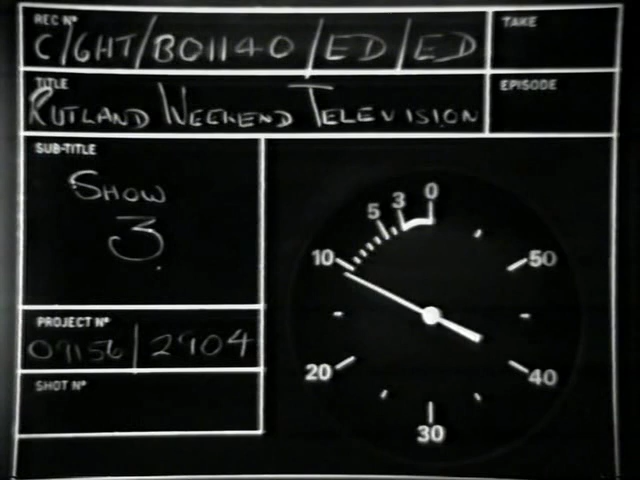 REC Nº
C/GHT/B01140/ED/ED
TAKE
TITLE
RUTLAND WEEKEND TELEVISION
EPISODE
SUB-TITLE
SHOW
3
PROJECT Nº
09156 | 2904
SHOT Nº
0
3
5
10
20
30
40
50